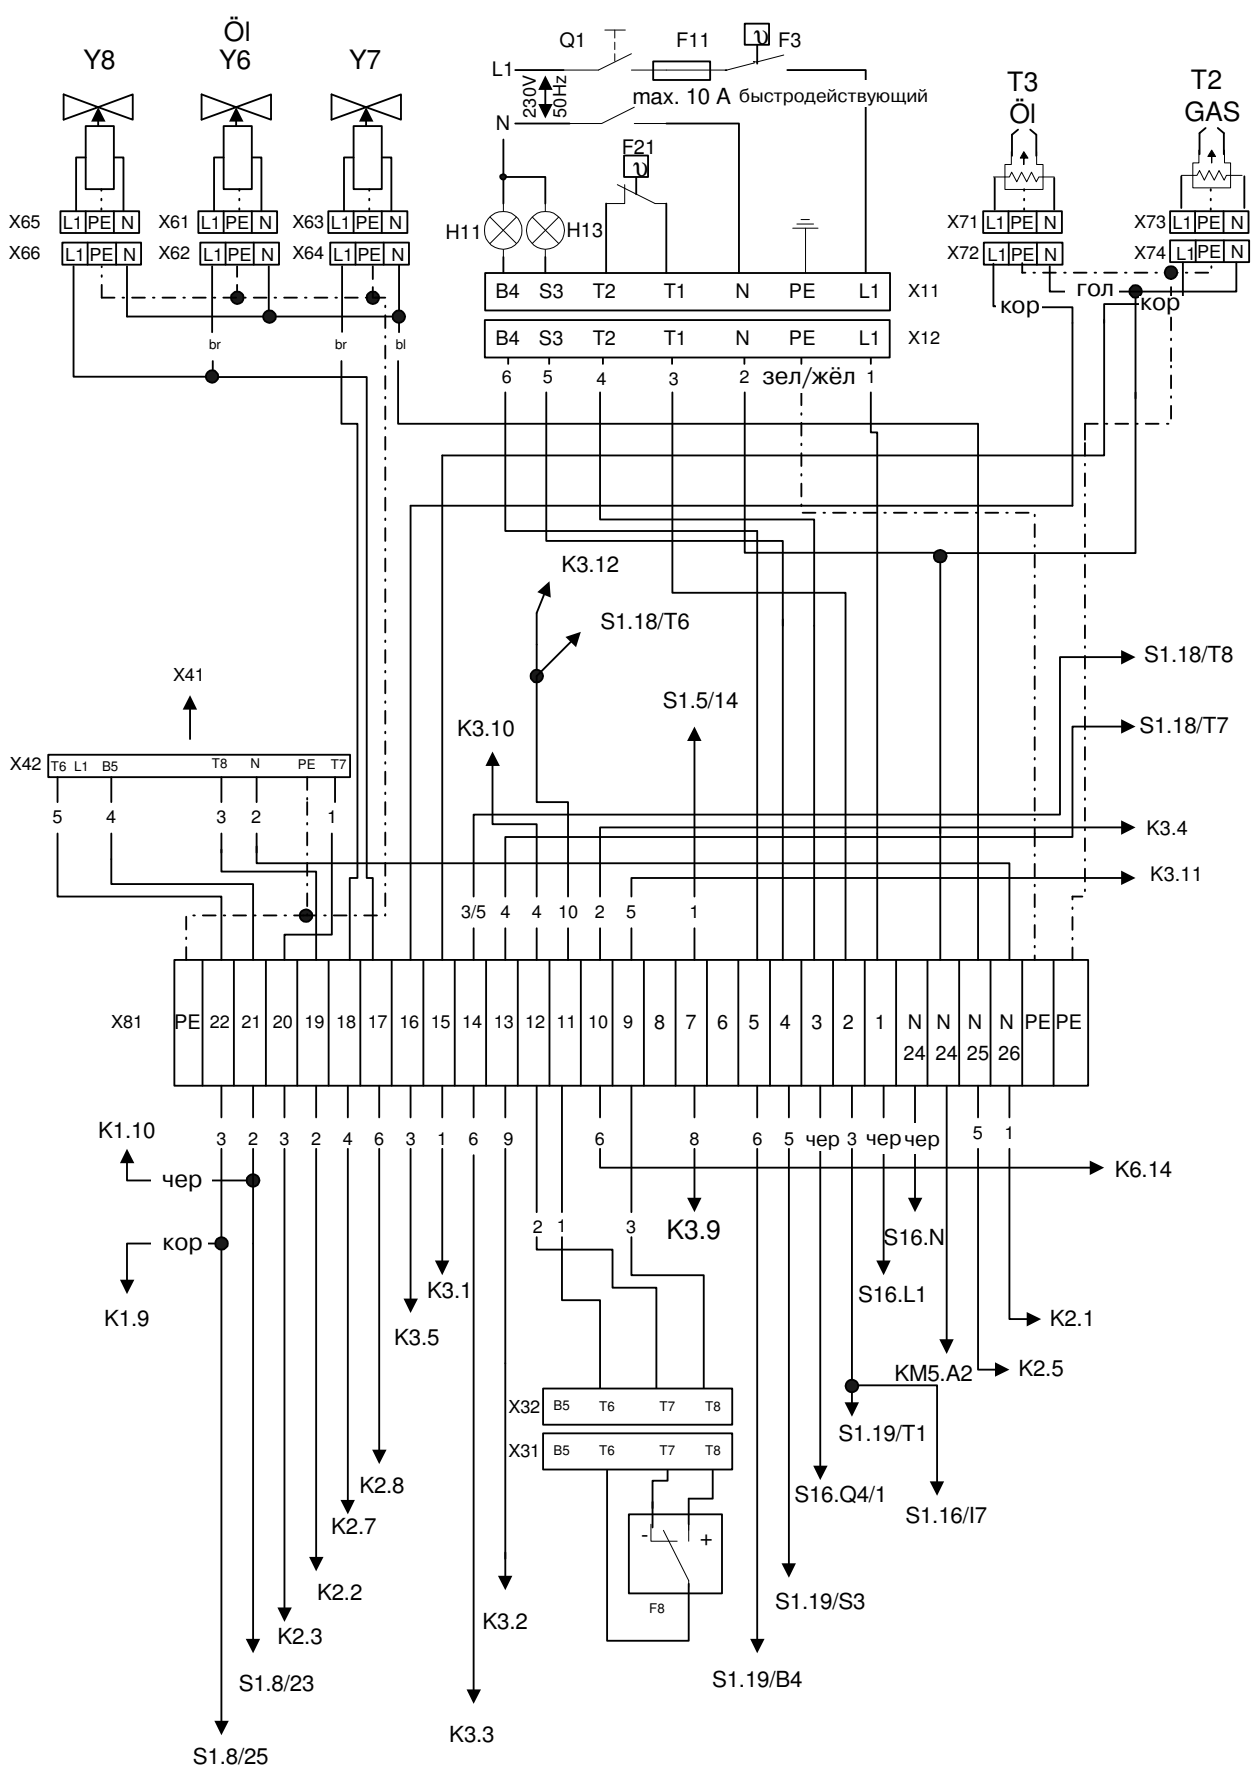 Öl
Y8 Y6 Y7
Q1 F11 υ F3
L1
230V
50Hz
max. 10 A быстродействующий
N
F21
υ
T3
Öl
T2
GAS
X65 L1 PE N X61 L1 PE N X63 L1 PE N
H11 H13
X71 L1 PE N X73 L1 PE N
X66 L1 PE N X62 L1 PE N X64 L1 PE N
X72 L1 PE N X74 L1 PE N
B4 S3 T2 T1 N PE L1 X11
кор гол кор
br br bl
B4 S3 T2 T1 N PE L1 X12
6 5 4 3 2 зел/жёл 1
K3.12
S1.18/T6
S1.18/T8
X41
S1.5/14
K3.10
S1.18/T7
X42 T6 L1 B5 T8 N PE T7
5 4 3 2 1
K3.4
K3.11
3/5 4 4 10 2 5 1
X81 PE 22 21 20 19 18 17 16 15 14 13 12 11 10 9 8 7 6 5 4 3 2 1 N N N N PE PE
24 24 25 26
K1.10
3 2 3 2 4 6 3 1 6 9 6 8 6 5 чер 3 чер чер 5 1
чер
K6.14
2 1 3 K3.9
кор
S16.N
K3.1
S16.L1
K1.9
K3.5
K2.1
KM5.A2 K2.5
X32 B5 T6 T7 T8
S1.19/T1
X31 B5 T6 T7 T8
K2.8
S16.Q4/1
K2.7
S1.16/I7
- +
K2.2
F8
S1.19/S3
K3.2
K2.3
S1.8/23
S1.19/B4
K3.3
S1.8/25